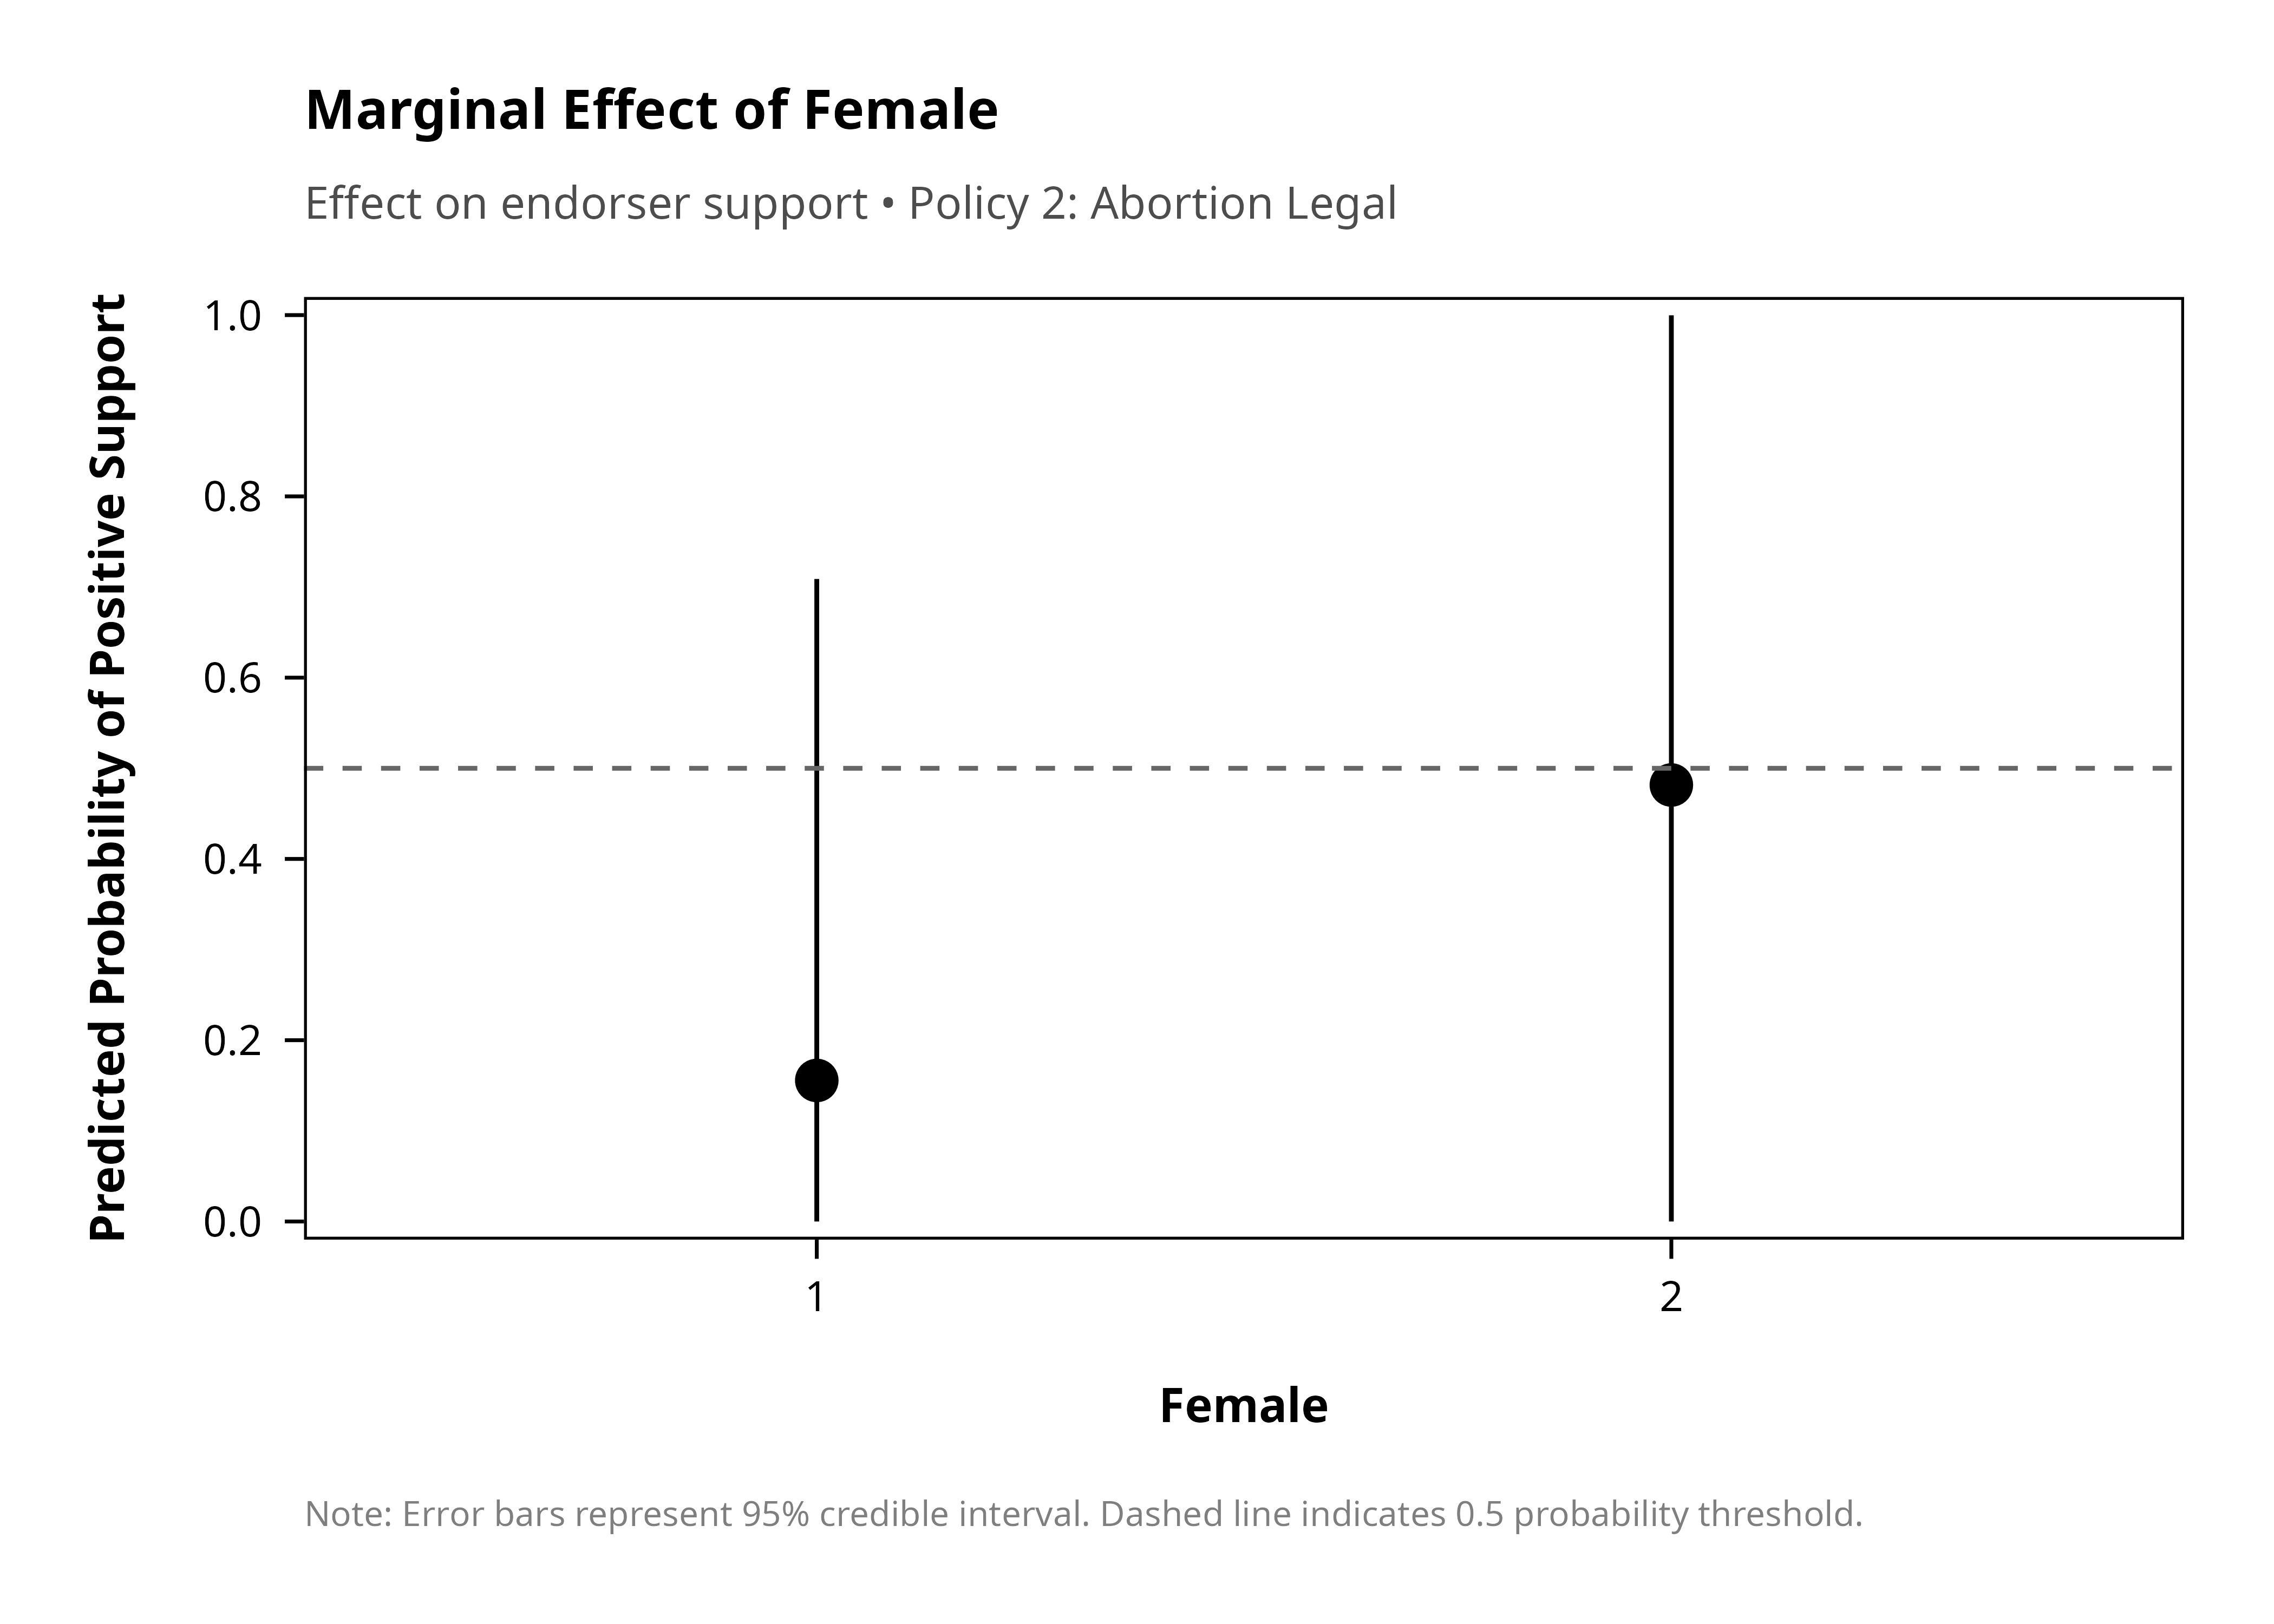 Marginal Effect of Female
Effect on endorser support • Policy 2: Abortion Legal
Predicted Probability of Positive Support
1.0
0.8
0.6
0.4
0.2
0.0
1
2
Female
Note: Error bars represent 95% credible interval. Dashed line indicates 0.5 probability threshold.